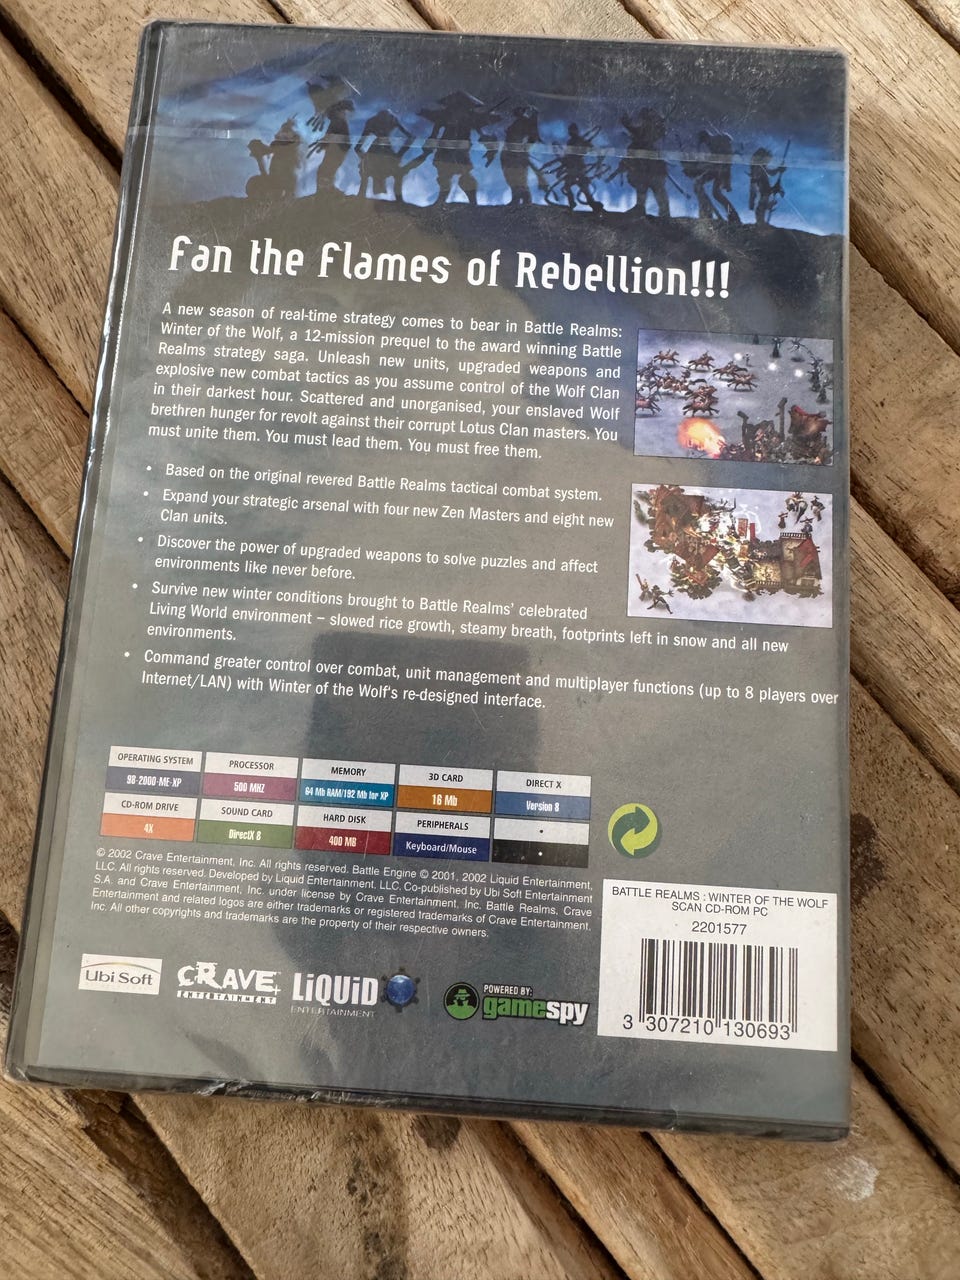 Fan the Flames of Rebellion!!!
A new season of real-time strategy comes to bear in Battle Realms:
Winter of the Wolf, a 12-mission prequel to the award winning Battle
Realms strategy saga. Unleash new units, upgraded weapons and
explosive new combat tactics as you assume control of the Wolf Clan
in their darkest hour. Scattered and unorganised, your enslaved Wolf
brethren hunger for revolt against their corrupt Lotus Clan masters. You
must unite them. You must lead them. You must free them.
• Based on the original revered Battle Realms tactical combat system.
• Expand your strategic arsenal with four new Zen Masters and eight new
Clan units.
• Discover the power of upgraded weapons to solve puzzles and affect
environments like never before.
• Survive new winter conditions brought to Battle Realms' celebrated
Living World environment – slowed rice growth, steamy breath, footprints left in snow and all new
environments.
• Command greater control over combat, unit management and multiplayer functions (up to 8 players over
Internet/LAN) with Winter of the Wolf's re-designed interface.
OPERATING SYSTEM PROCESSOR MEMORY 3D CARD DIRECT X
98-2000-ME-XP 500 MHZ 64 Mb RAM/192 Mb for XP 16 Mb Version 8
CD-ROM DRIVE SOUND CARD HARD DISK PERIPHERALS •
4X DirectX 8 400 MB Keyboard/Mouse •
© 2002 Crave Entertainment, Inc. All rights reserved. Battle Engine © 2001, 2002 Liquid Entertainment,
LLC. All rights reserved. Developed by Liquid Entertainment, LLC. Co-published by Ubi Soft Entertainment
S.A. and Crave Entertainment, Inc. under license by Crave Entertainment, Inc. Battle Realms, Crave
Entertainment and related logos are either trademarks or registered trademarks of Crave Entertainment,
Inc. All other copyrights and trademarks are the property of their respective owners.
BATTLE REALMS : WINTER OF THE WOLF
SCAN CD-ROM PC
2201577
3 307210 130693
Ubi Soft
CRAVE
ENTERTAINMENT
LiQUiD
ENTERTAINMENT
POWERED BY:
gamespy